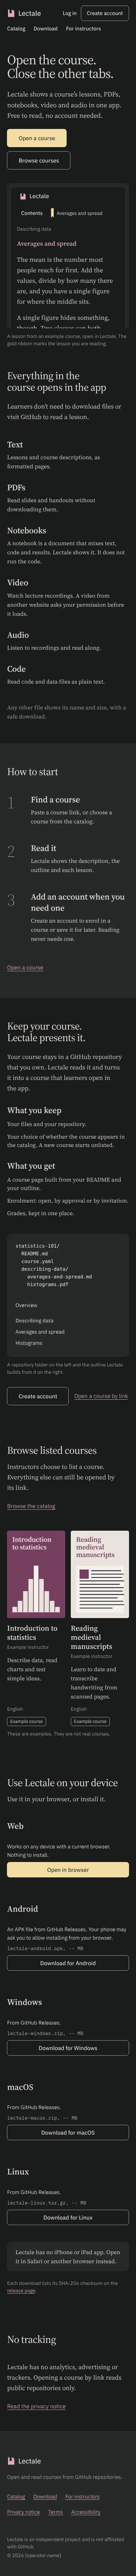 Lectale
Log in
Create account
Catalog
Download
For instructors
Open the course.
Close the other tabs.
Lectale shows a course's lessons, PDFs,
notebooks, video and audio in one app.
Free to read, no account needed.
Open a course
Browse courses
Lectale
Contents
Averages and spread
Describing data
Averages and spread
The mean is the number most
people reach for first. Add the
values, divide by how many there
are, and you have a single figure
for where the middle sits.
A single figure hides something,
though. Two classes can both
A lesson from an example course, open in Lectale. The
gold ribbon marks the lesson you are reading.
Everything in the
course opens in the app
Learners don't need to download files or
visit GitHub to read a lesson.
Text
Lessons and course descriptions, as
formatted pages.
PDFs
Read slides and handouts without
downloading them.
Notebooks
A notebook is a document that mixes text,
code and results. Lectale shows it. It does not
run the code.
Video
Watch lecture recordings. A video from
another website asks your permission before
it loads.
Audio
Listen to recordings and read along.
Code
Read code and data files as plain text.
Any other file shows its name and size, with a
safe download.
How to start
1
Find a course
Paste a course link, or choose a
course from the catalog.
2
Read it
Lectale shows the description, the
outline and each lesson.
3
Add an account when you
need one
Create an account to enrol in a
course or save it for later. Reading
never needs one.
Open a course
Keep your course.
Lectale presents it.
Your course stays in a GitHub repository
that you own. Lectale reads it and turns
it into a course that learners open in
the app.
What you keep
Your files and your repository.
Your choice of whether the course appears in
the catalog. A new course starts unlisted.
What you get
A course page built from your README and
your outline.
Enrolment: open, by approval or by invitation.
Grades, kept in one place.
statistics-101/
README.md
course.yaml
describing-data/
averages-and-spread.md
histograms.pdf
Overview
Describing data
Averages and spread
Histograms
A repository folder on the left and the outline Lectale
builds from it on the right.
Create account
Open a course by link
Browse listed courses
Instructors choose to list a course.
Everything else can still be opened by
its link.
Browse the catalog
Introduction
to statistics
Reading
medieval
manuscripts
Introduction to
statistics
Example instructor
Describe data, read
charts and test
simple ideas.
English
Example course
Reading
medieval
manuscripts
Example instructor
Learn to date and
transcribe
handwriting from
scanned pages.
English
Example course
These are examples. They are not real courses.
Use Lectale on your device
Use it in your browser, or install it.
Web
Works on any device with a current browser.
Nothing to install.
Open in browser
Android
An APK file from GitHub Releases. Your phone may
ask you to allow installing from your browser.
lectale-android.apk, -- MB
Download for Android
Windows
From GitHub Releases.
lectale-windows.zip, -- MB
Download for Windows
macOS
From GitHub Releases.
lectale-macos.zip, -- MB
Download for macOS
Linux
From GitHub Releases.
lectale-linux.tar.gz, -- MB
Download for Linux
Lectale has no iPhone or iPad app. Open
it in Safari or another browser instead.
Each download lists its SHA-256 checksum on the
release page.
No tracking
Lectale has no analytics, advertising or
trackers. Opening a course by link reads
public repositories only.
Read the privacy notice
Lectale
Open and read courses from GitHub repositories.
Catalog
Download
For instructors
Privacy notice
Terms
Accessibility
Lectale is an independent project and is not affiliated
with GitHub.
© 2026 (operator name)